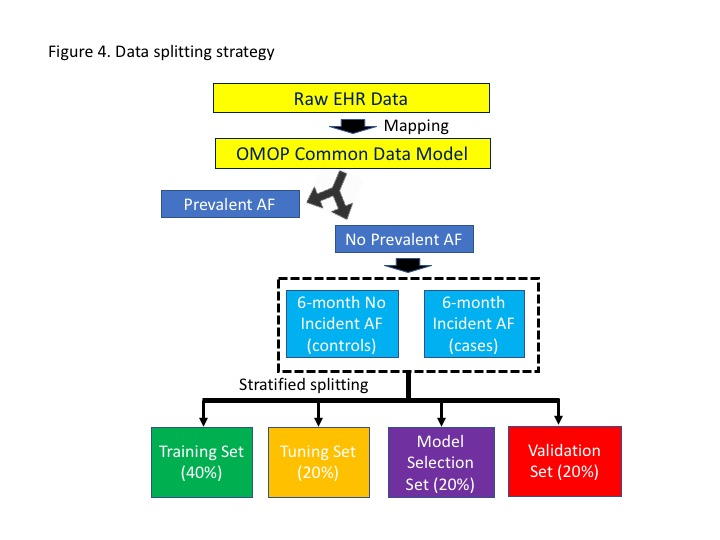 Figure 4. Data splitting strategy
Raw EHR Data
Mapping
OMOP Common Data Model
Prevalent AF
No Prevalent AF
6-month No
Incident AF
(controls)
6-month
Incident AF
(cases)
Stratified splitting
Training Set
(40%)
Tuning Set
(20%)
Model
Selection
Set (20%)
Validation
Set (20%)